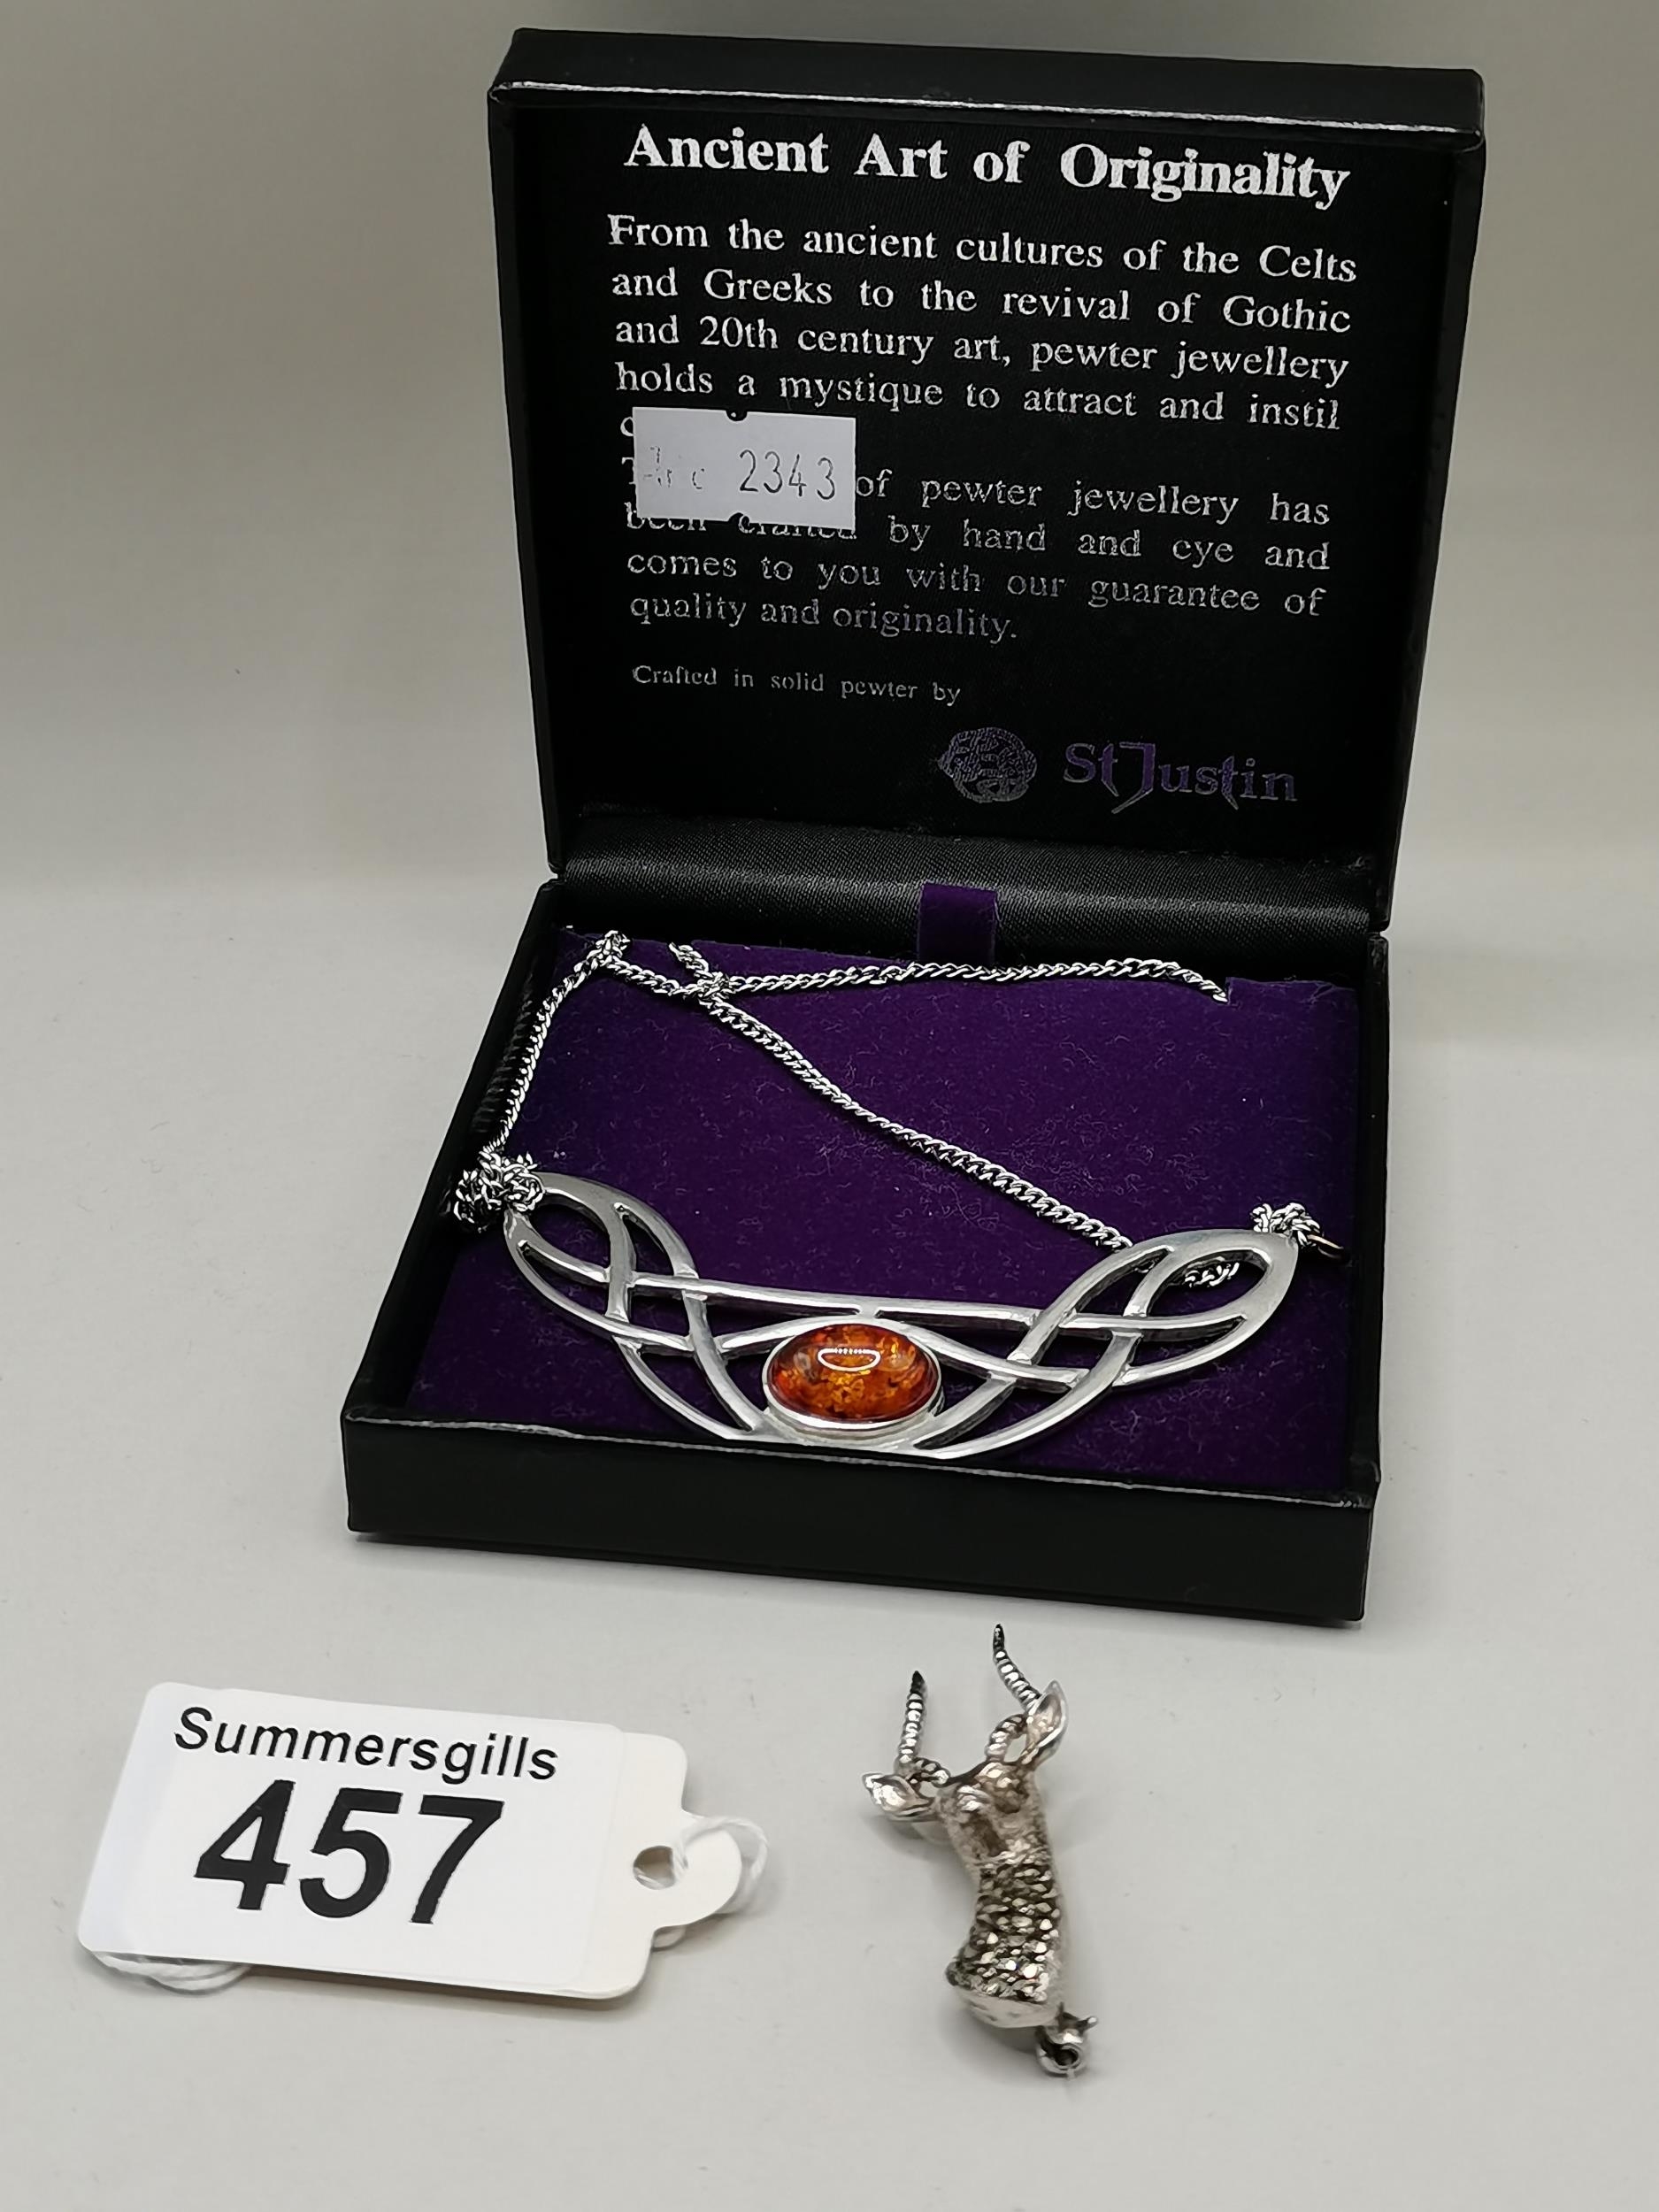 Ancient Art of Originality
From the ancient cultures of the Celts
and Greeks to the revival of Gothic
and 20th century art, pewter jewellery
holds a mystique to attract and instil
2343
of pewter jewellery has
been crafted by hand and eye and
comes to you with our guarantee of
quality and originality.
Crafted in solid pewter by
St Justin
Summersgills
457